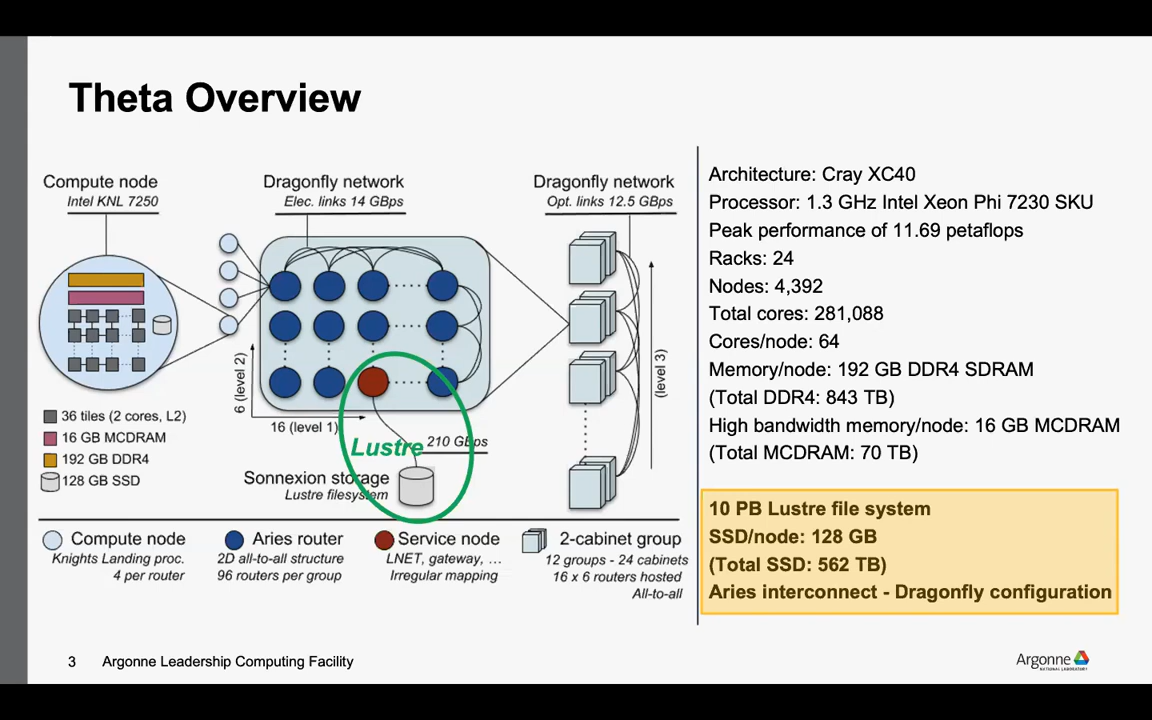 Theta Overview
Compute node
Intel KNL 7250
Dragonfly network
Elec. links 14 GBps
Dragonfly network
Opt. links 12.5 GBps
6 (level 2)
16 (level 1)
(level 3)
36 tiles (2 cores, L2)
16 GB MCDRAM
192 GB DDR4
128 GB SSD
Lustre
210 GBps
Sonnexion storage
Lustre filesystem
Compute node
Knights Landing proc.
4 per router
Aries router
2D all-to-all structure
96 routers per group
Service node
LNET, gateway, …
Irregular mapping
2-cabinet group
12 groups - 24 cabinets
16 x 6 routers hosted
All-to-all
Architecture: Cray XC40
Processor: 1.3 GHz Intel Xeon Phi 7230 SKU
Peak performance of 11.69 petaflops
Racks: 24
Nodes: 4,392
Total cores: 281,088
Cores/node: 64
Memory/node: 192 GB DDR4 SDRAM
(Total DDR4: 843 TB)
High bandwidth memory/node: 16 GB MCDRAM
(Total MCDRAM: 70 TB)
10 PB Lustre file system
SSD/node: 128 GB
(Total SSD: 562 TB)
Aries interconnect - Dragonfly configuration
3 Argonne Leadership Computing Facility
Argonne
NATIONAL LABORATORY